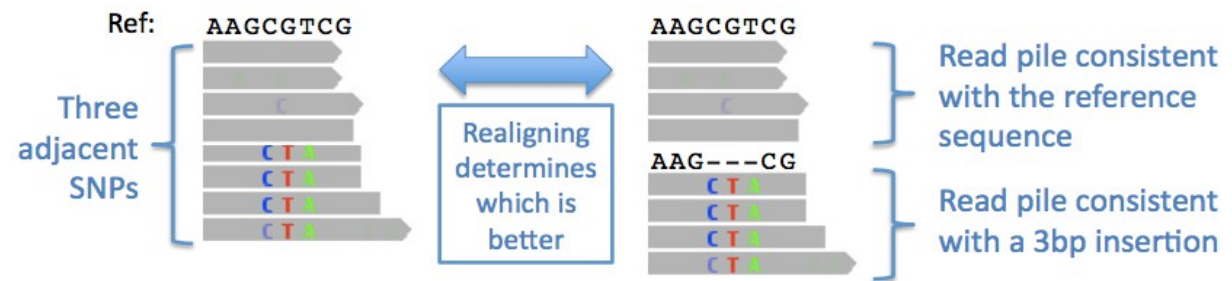 Ref:
AAGCGTCG
Three
adjacent
SNPs
C
C T A
C T A
C T A
C T A
Realigning
determines
which is
better
AAGCGTCG
C
AAG---CG
C T A
C T A
C T A
C T A
Read pile consistent
with the reference
sequence
Read pile consistent
with a 3bp insertion